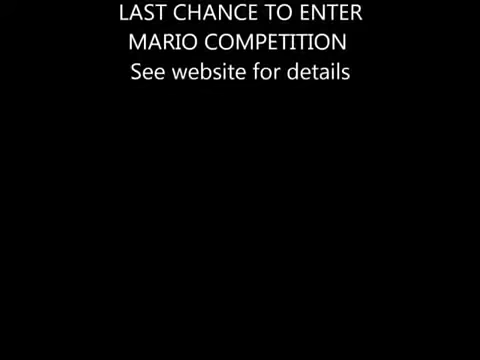 LAST CHANCE TO ENTER
MARIO COMPETITION
See website for details